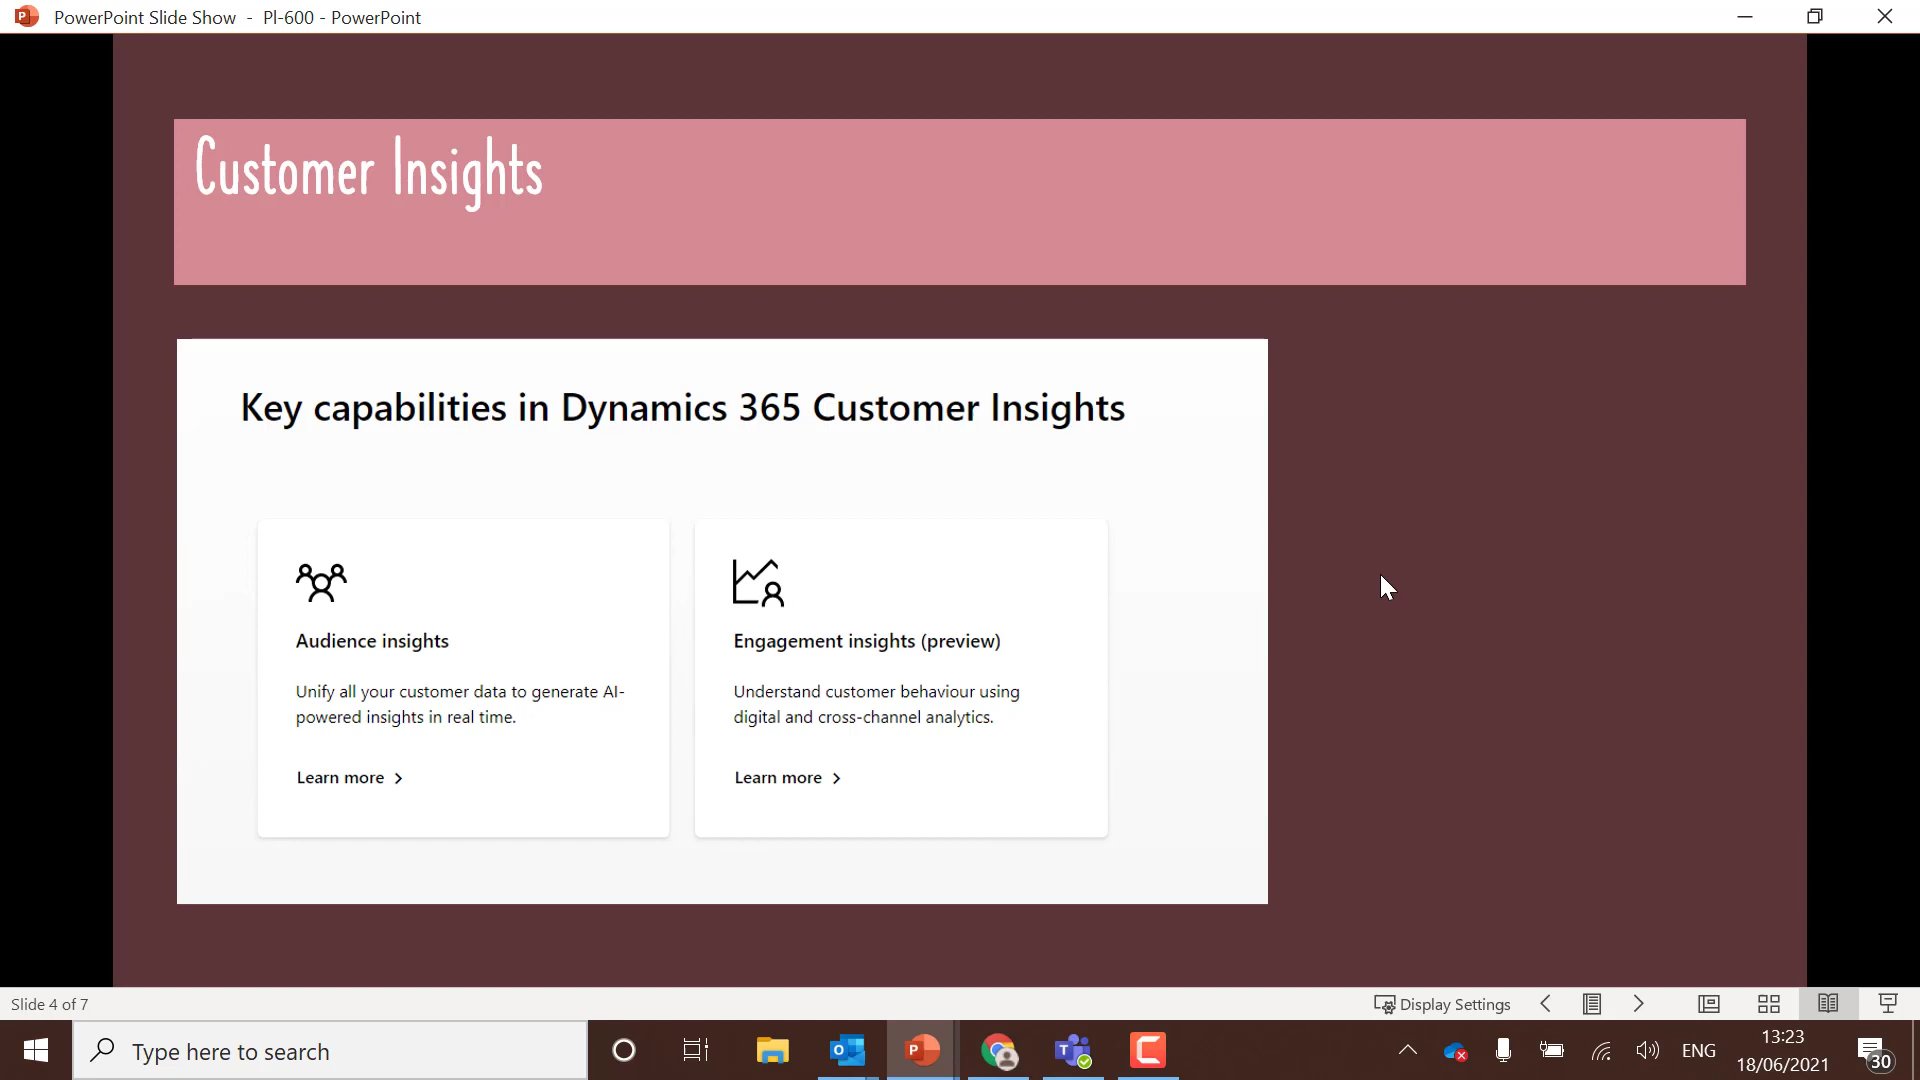 PowerPoint Slide Show - Pl-600 - PowerPoint
Customer Insights
Key capabilities in Dynamics 365 Customer Insights
Audience insights
Unify all your customer data to generate AI-
powered insights in real time.
Learn more
Engagement insights (preview)
Understand customer behaviour using
digital and cross-channel analytics.
Learn more
Slide 4 of 7
Display Settings
Type here to search
ENG
13:23
18/06/2021
30